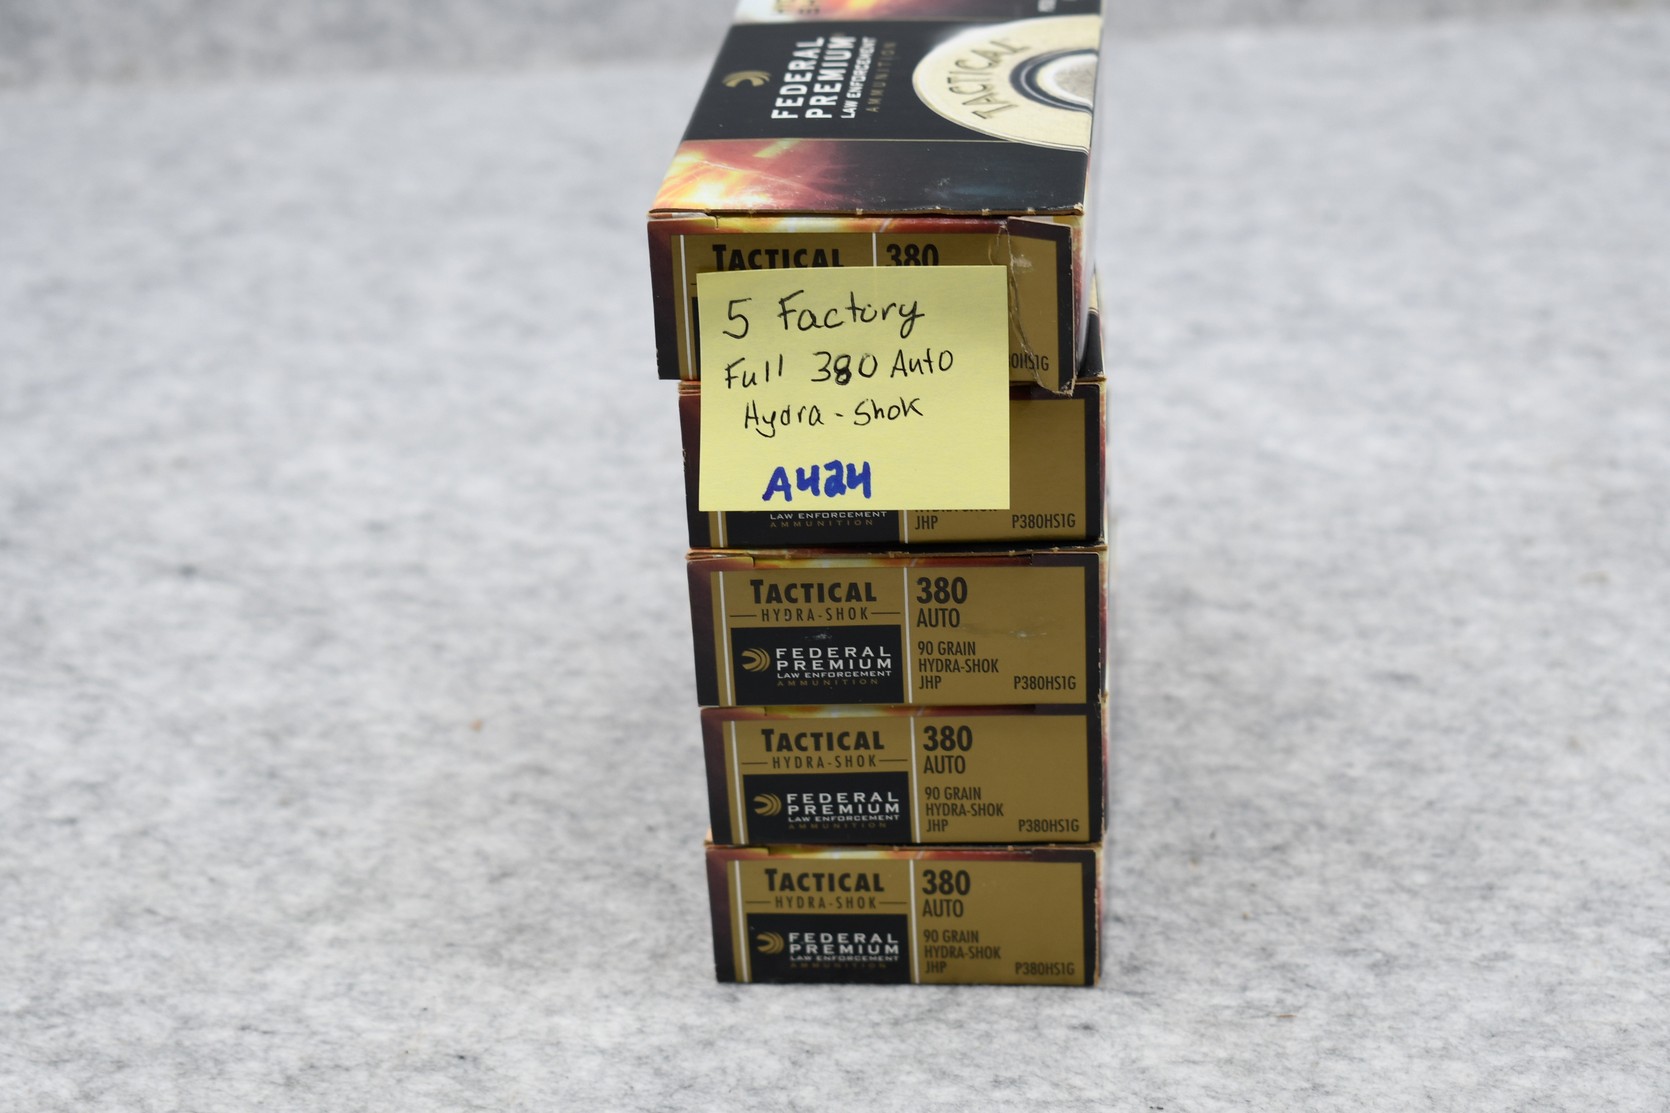 FEDERAL
PREMIUM
LAW ENFORCEMENT
AMMUNITION
TACTICAL
TACTICAL
380
5 Factory
Full 380 Auto
Hydra-Shok
A424
LAW ENFORCEMENT
AMMUNITION
HYDRA-SHOK
JHP P380HS1G
TACTICAL
HYDRA-SHOK
FEDERAL
PREMIUM
LAW ENFORCEMENT
AMMUNITION
380
AUTO
90 GRAIN
HYDRA-SHOK
JHP P380HS1G
TACTICAL
HYDRA-SHOK
FEDERAL
PREMIUM
LAW ENFORCEMENT
AMMUNITION
380
AUTO
90 GRAIN
HYDRA-SHOK
JHP P380HS1G
TACTICAL
HYDRA-SHOK
FEDERAL
PREMIUM
LAW ENFORCEMENT
AMMUNITION
380
AUTO
90 GRAIN
HYDRA-SHOK
JHP P380HS1G